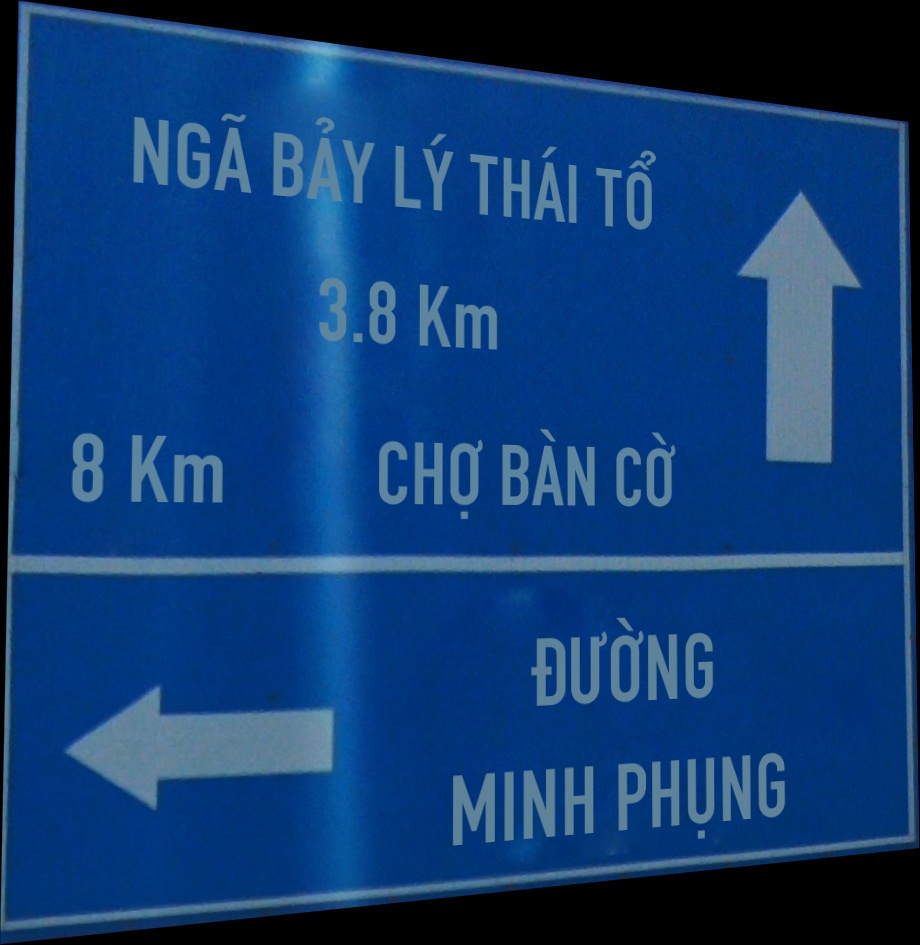 NGÃ BẢY LÝ THÁI TỔ
3.8 Km
8 Km CHỢ BÀN CỜ
ĐƯỜNG
MINH PHỤNG